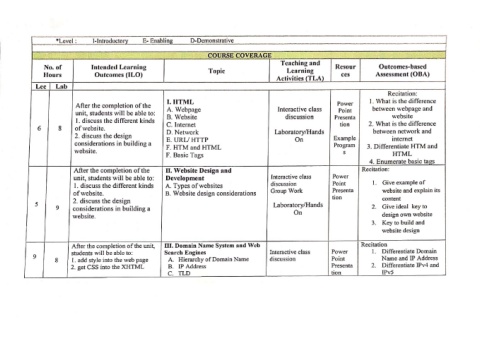 *Level : I-Introductory E- Enabling D-Demonstrative
COURSE COVERAGE
No. of Hours
Intended Learning Outcomes (ILO)
Topic
Teaching and Learning Activities (TLA)
Resources
Outcomes-based Assessment (OBA)
Lec Lab
6
8
After the completion of the
unit, students will be able to:
1. discuss the different kinds
of website.
2. discuss the design
considerations in building a
website.
I. HTML
A. Webpage
B. Website
C. Internet
D. Network
E. URL/ HTTP
F. HTM and HTML
F. Basic Tags
Interactive class
discussion
Laboratory/Hands
On
Power
Point
Presenta
tion
Example
Program
s
Recitation:
1. What is the difference
between webpage and
website
2. What is the difference
between network and
internet
3. Differentiate HTM and
HTML
4. Enumerate basic tags
5
9
After the completion of the
unit, students will be able to:
1. discuss the different kinds
of website.
2. discuss the design
considerations in building a
website.
II. Website Design and
Development
A. Types of websites
B. Website design considerations
Interactive class
discussion
Group Work
Laboratory/Hands
On
Power
Point
Presenta
tion
Recitation:
1. Give example of
website and explain its
content
2. Give ideal key to
design own website
3. Key to build and
website design
9
8
After the completion of the unit,
students will be able to:
1. add style into the web page
2. get CSS into the XHTML
III. Domain Name System and Web
Search Engines
A. Hierarchy of Domain Name
B. IP Address
C. TLD
Interactive class
discussion
Power
Point
Presenta
tion
Recitation
1. Differentiate Domain
Name and IP Address
2. Differentiate IPv4 and
IPv5